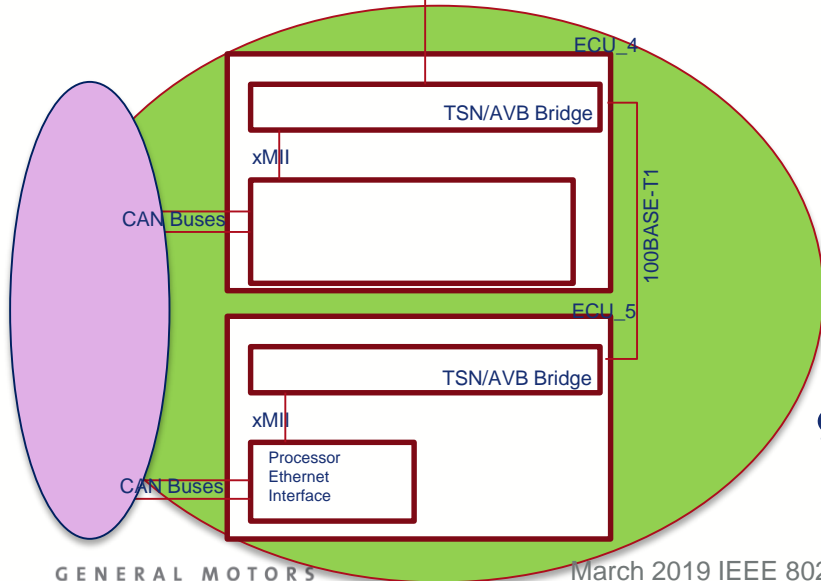 ECU_4
TSN/AVB Bridge
xMII
CAN Buses
100BASE-T1
ECU_5
TSN/AVB Bridge
xMII
Processor
Ethernet
Interface
CAN Buses
GENERAL MOTORS
March 2019 IEEE 802